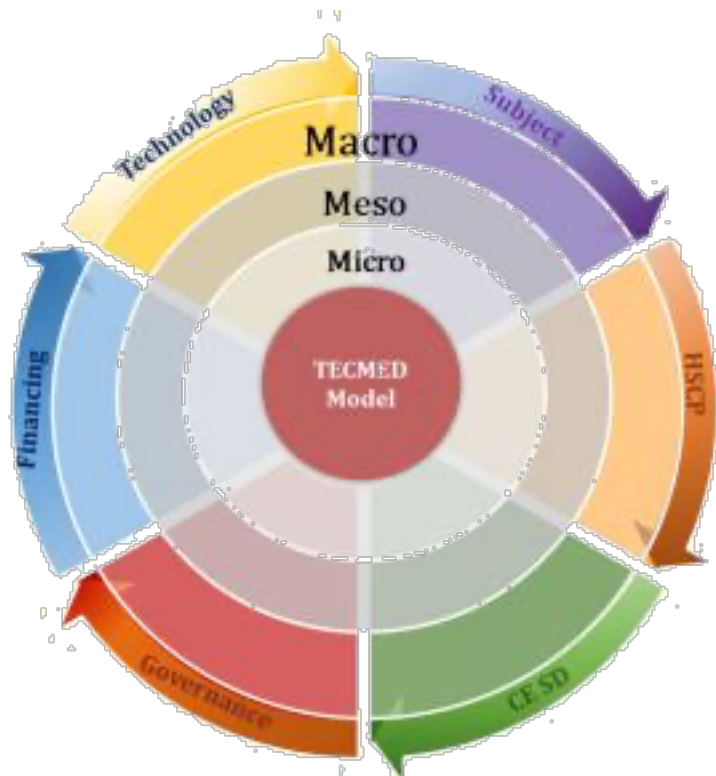 Technology
Subject
Macro
Meso
Micro
TECMED
Model
HSCP
Financing
Governance
CE SD